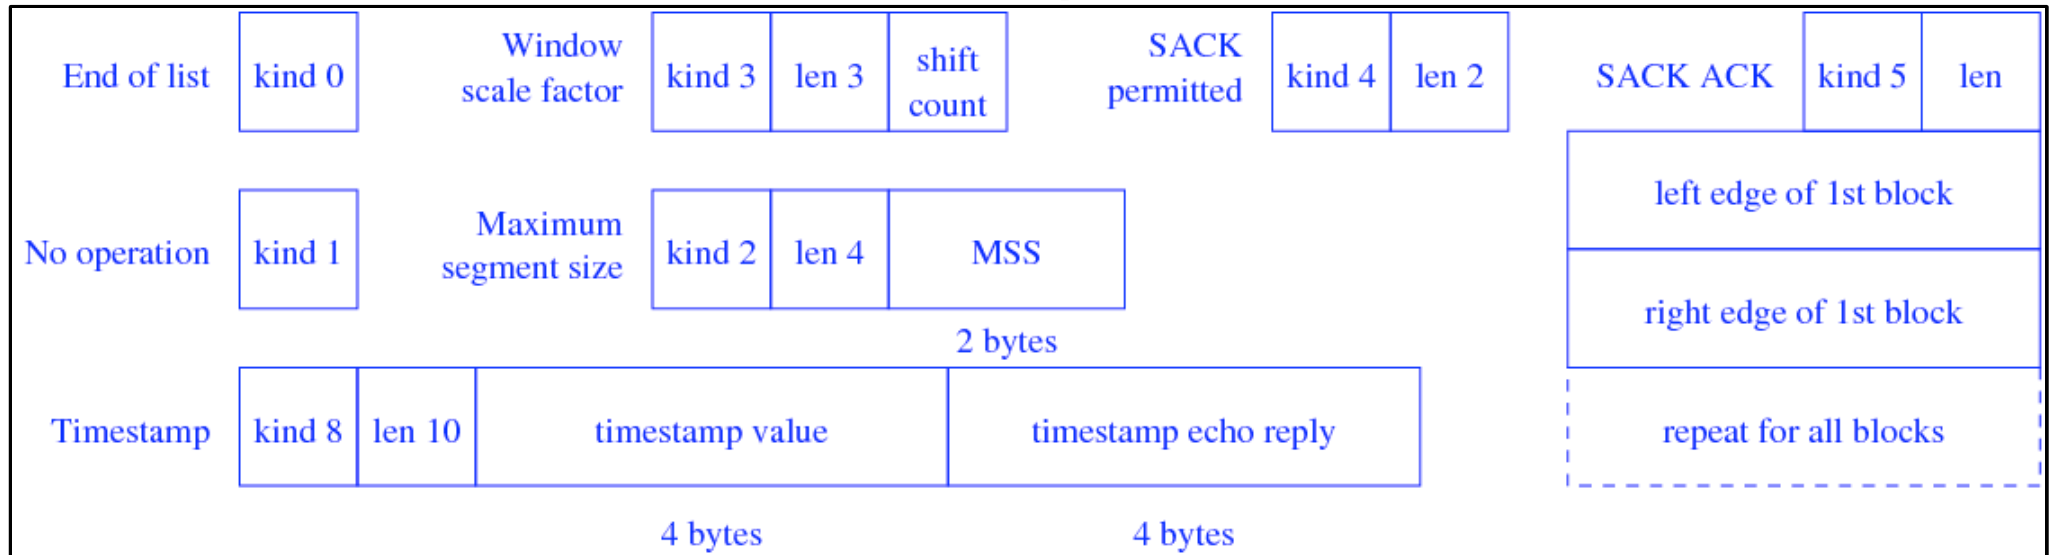 End of list
kind 0
Window
scale factor
kind 3
len 3
shift
count
SACK
permitted
kind 4
len 2
SACK ACK
kind 5
len
left edge of 1st block
right edge of 1st block
repeat for all blocks
No operation
kind 1
Maximum
segment size
kind 2
len 4
MSS
2 bytes
Timestamp
kind 8
len 10
timestamp value
timestamp echo reply
4 bytes
4 bytes